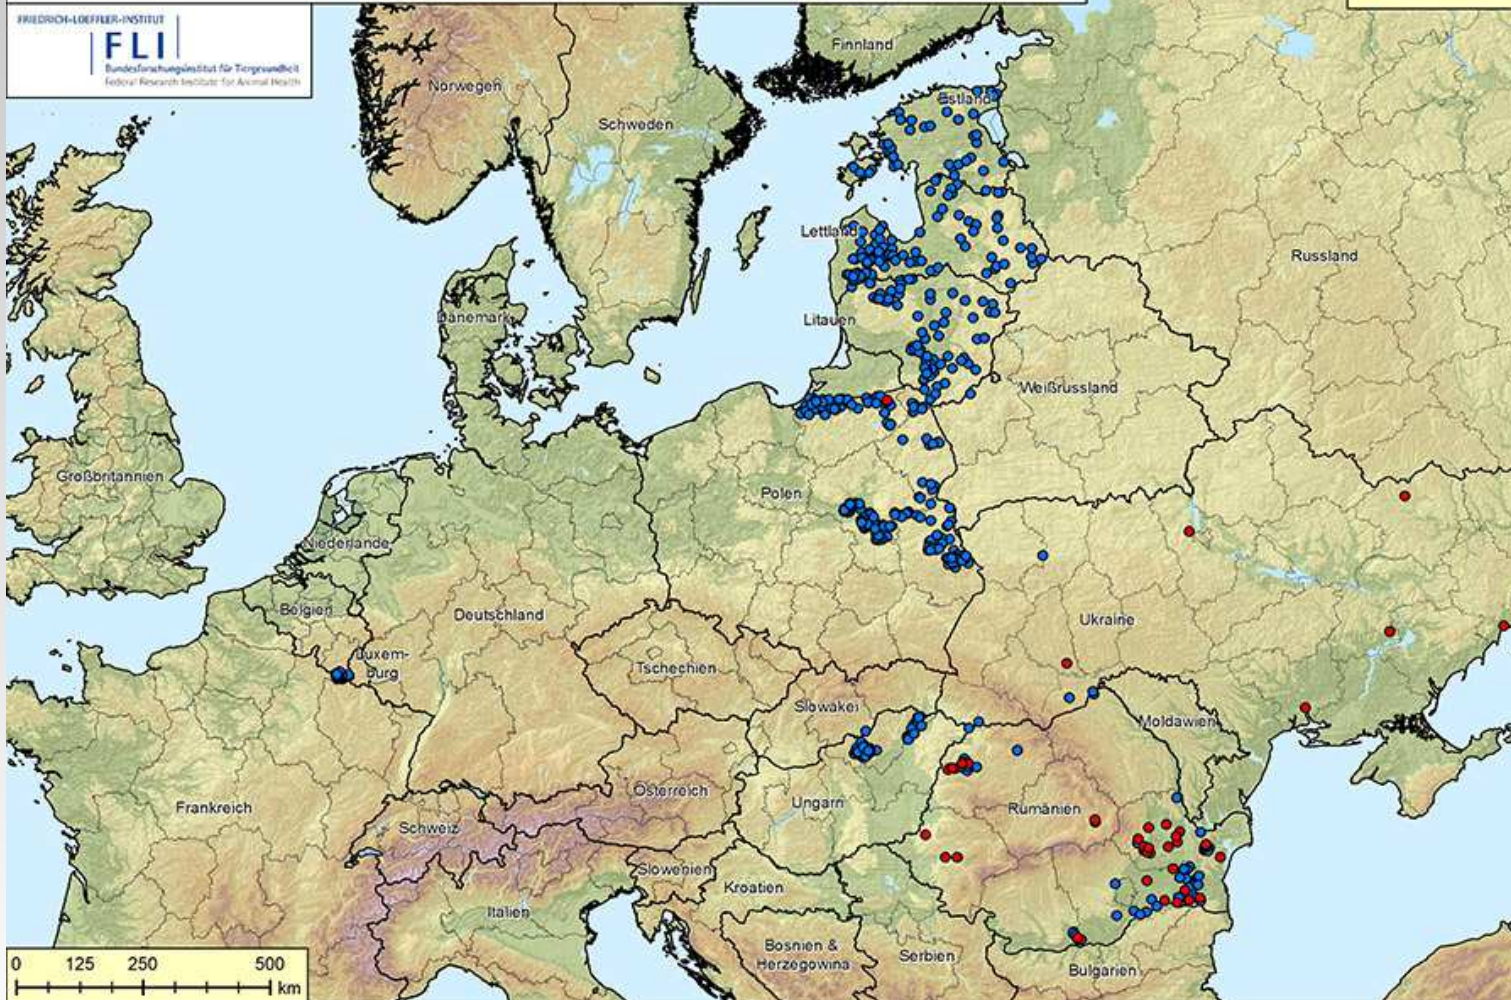 FRIEDRICH-LOEFFLER-INSTITUT
FLI
Bundesforschungsinstitut für Tiergesundheit
Federal Research Institute for Animal Health
Finnland
Norwegen
Schweden
Estland
Lettland
Russland
Dänemark
Litauen
Weißrussland
Großbritannien
Polen
Niederlande
Belgien
Deutschland
Ukraine
Luxem-
burg
Tschechien
Slowakei
Moldawien
Frankreich
Österreich
Ungarn
Rumänien
Schweiz
Slowenien
Kroatien
Italien
Bosnien &
Herzegowina
Serbien
Bulgarien
0 125 250 500
km